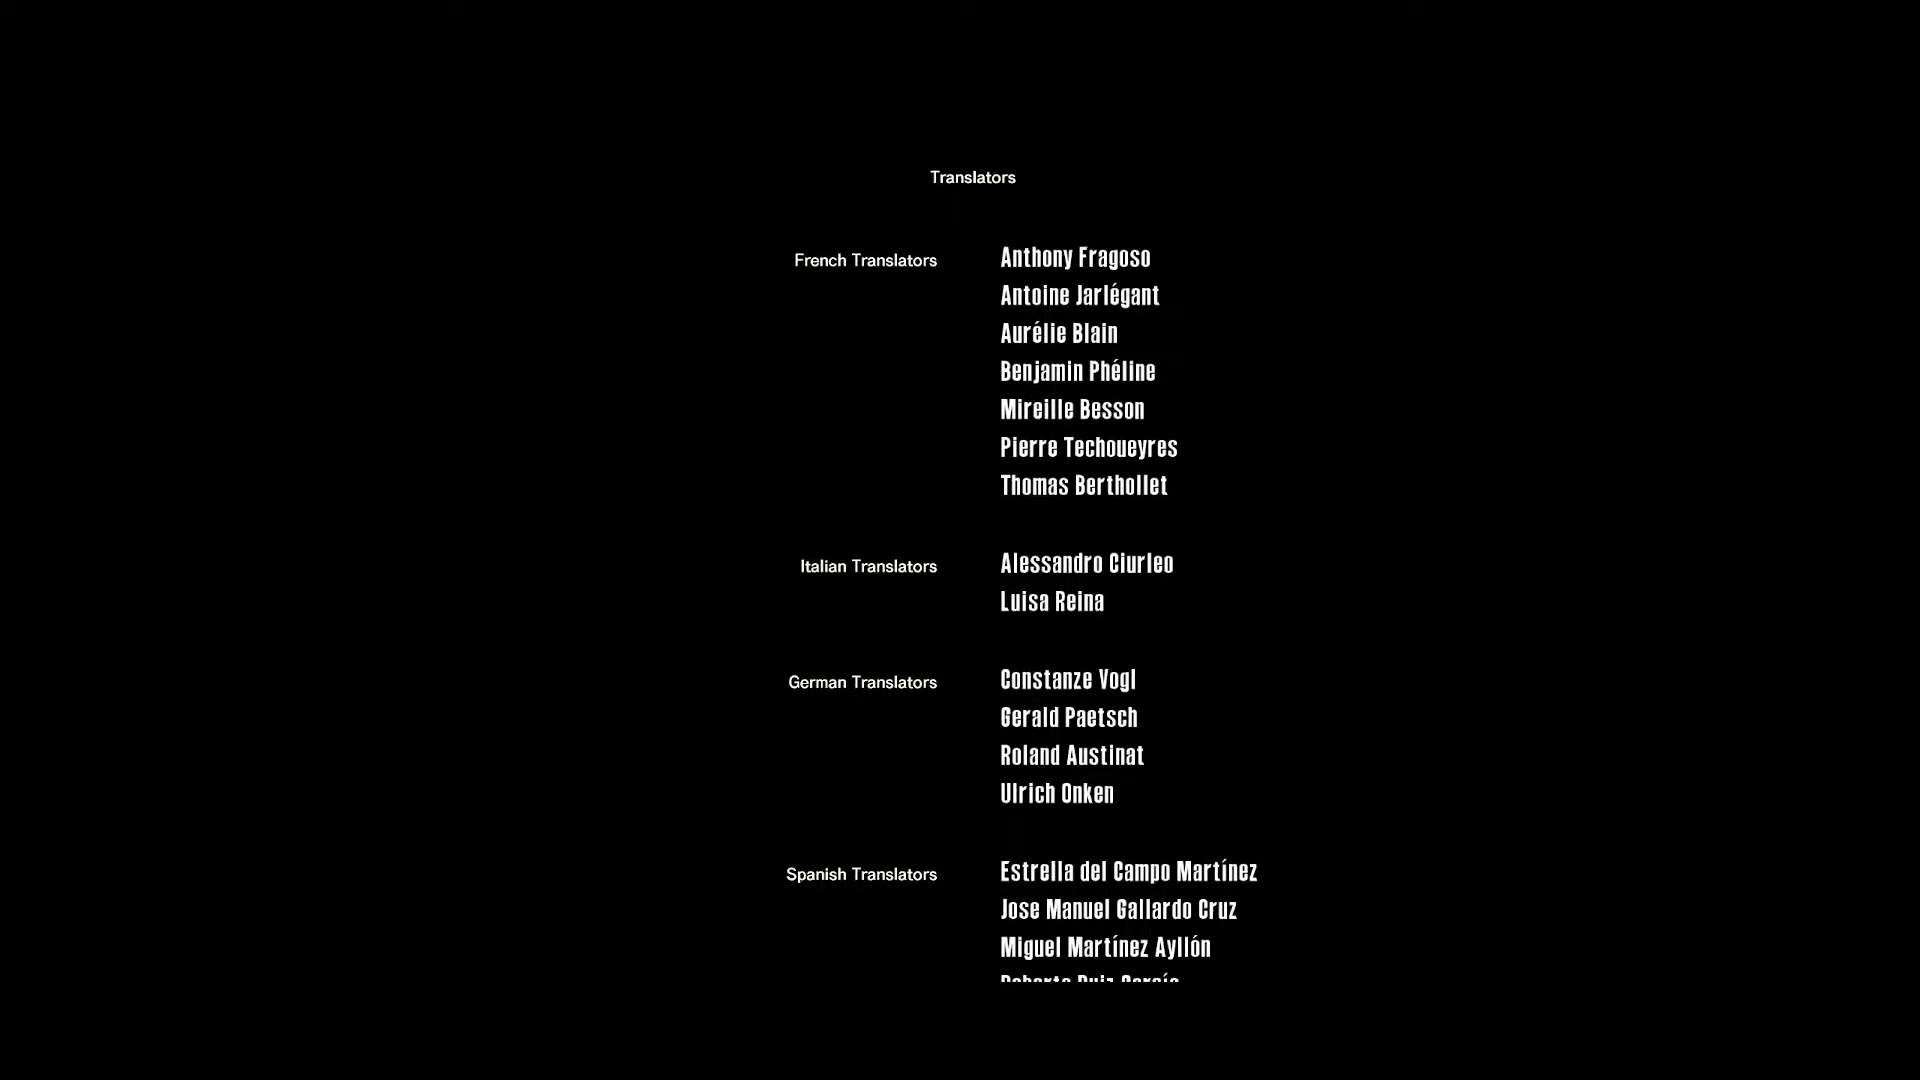 Translators
French Translators Anthony Fragoso
Antoine Jarlégant
Aurélie Blain
Benjamin Phéline
Mireille Besson
Pierre Techoueyres
Thomas Berthollet
Italian Translators Alessandro Ciurleo
Luisa Reina
German Translators Constanze Vogl
Gerald Paetsch
Roland Austinat
Ulrich Onken
Spanish Translators Estrella del Campo Martínez
Jose Manuel Gallardo Cruz
Miguel Martínez Ayllón